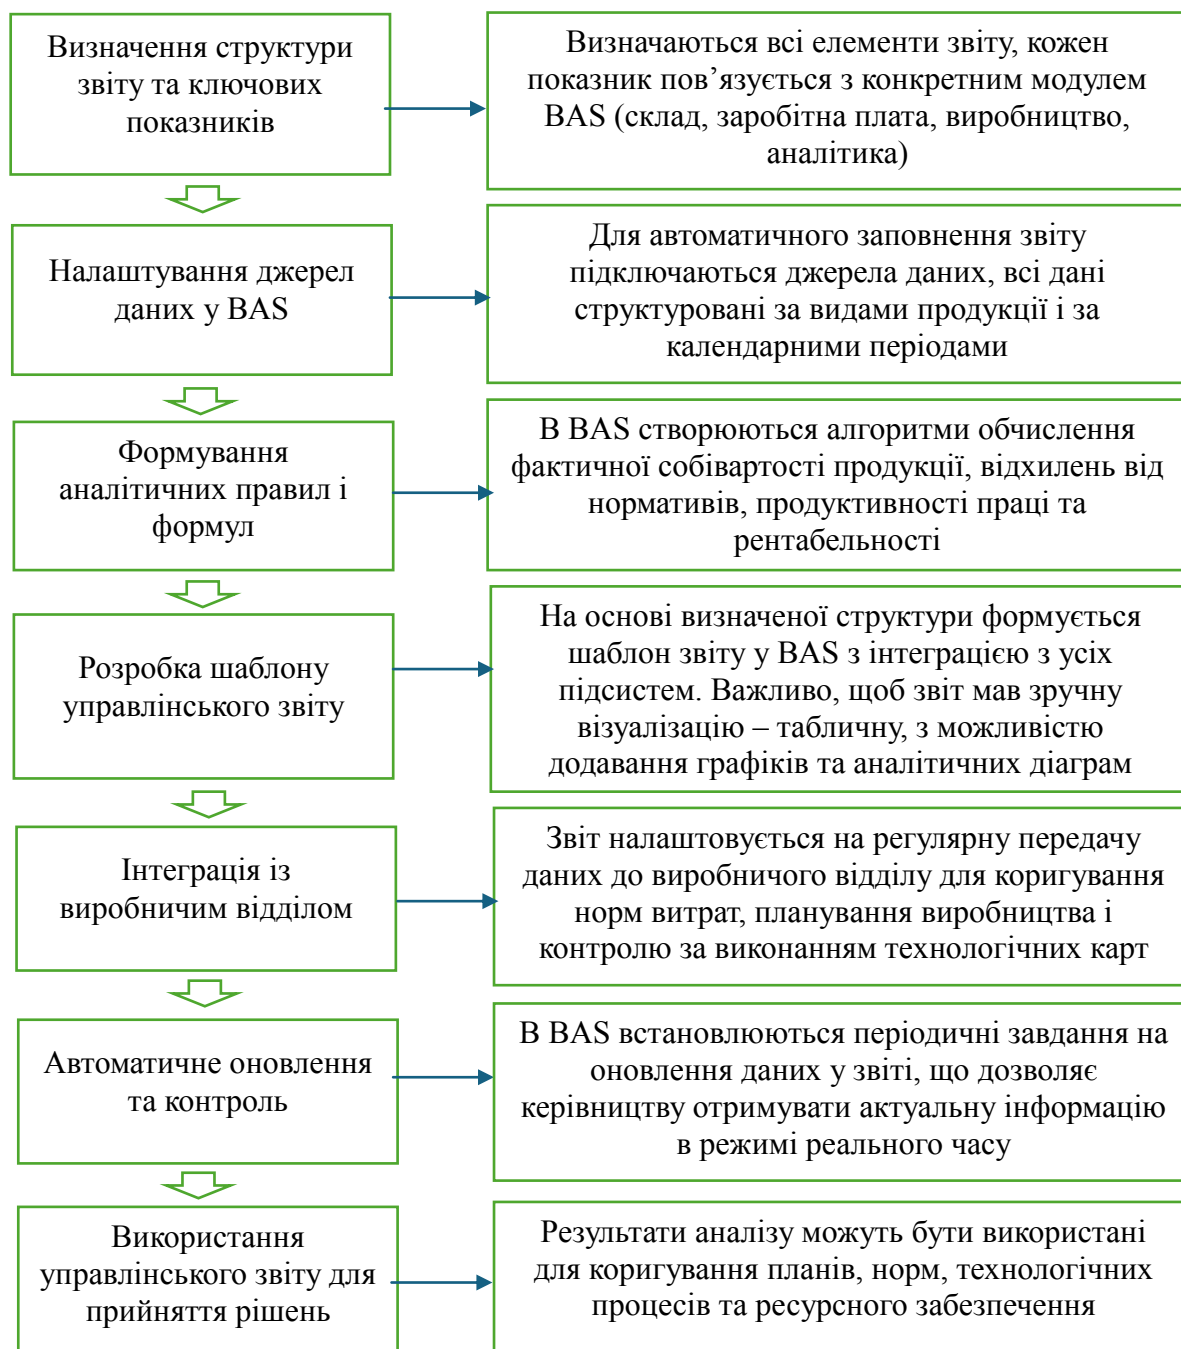 Визначення структури
звіту та ключових
показників
Визначаються всі елементи звіту, кожен
показник пов’язується з конкретним модулем
BAS (склад, заробітна плата, виробництво,
аналітика)
Налаштування джерел
даних у BAS
Для автоматичного заповнення звіту
підключаються джерела даних, всі дані
структуровані за видами продукції і за
календарними періодами
Формування
аналітичних правил і
формул
В BAS створюються алгоритми обчислення
фактичної собівартості продукції, відхилень від
нормативів, продуктивності праці та
рентабельності
Розробка шаблону
управлінського звіту
На основі визначеної структури формується
шаблон звіту у BAS з інтеграцією з усіх
підсистем. Важливо, щоб звіт мав зручну
візуалізацію – табличну, з можливістю
додавання графіків та аналітичних діаграм
Інтеграція із
виробничим відділом
Звіт налаштовується на регулярну передачу
даних до виробничого відділу для коригування
норм витрат, планування виробництва і
контролю за виконанням технологічних карт
Автоматичне оновлення
та контроль
В BAS встановлюються періодичні завдання на
оновлення даних у звіті, що дозволяє
керівництву отримувати актуальну інформацію
в режимі реального часу
Використання
управлінського звіту для
прийняття рішень
Результати аналізу можуть бути використані
для коригування планів, норм, технологічних
процесів та ресурсного забезпечення